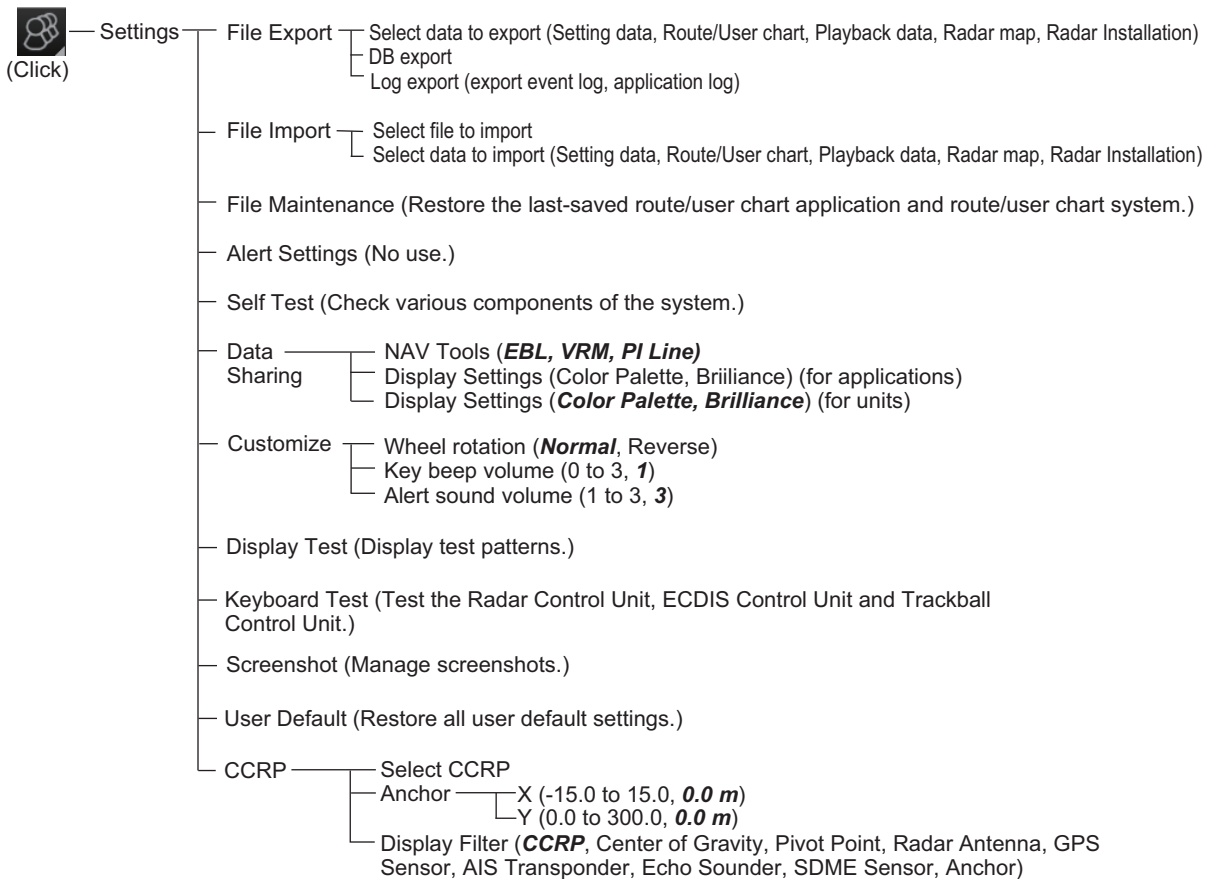 Settings
(Click)
File Export
Select data to export (Setting data, Route/User chart, Playback data, Radar map, Radar Installation)
DB export
Log export (export event log, application log)
File Import
Select file to import
Select data to import (Setting data, Route/User chart, Playback data, Radar map, Radar Installation)
File Maintenance (Restore the last-saved route/user chart application and route/user chart system.)
Alert Settings (No use.)
Self Test (Check various components of the system.)
Data
Sharing
NAV Tools (EBL, VRM, PI Line)
Display Settings (Color Palette, Briiliance) (for applications)
Display Settings (Color Palette, Brilliance) (for units)
Customize
Wheel rotation (Normal, Reverse)
Key beep volume (0 to 3, 1)
Alert sound volume (1 to 3, 3)
Display Test (Display test patterns.)
Keyboard Test (Test the Radar Control Unit, ECDIS Control Unit and Trackball
Control Unit.)
Screenshot (Manage screenshots.)
User Default (Restore all user default settings.)
CCRP
Select CCRP
Anchor
X (-15.0 to 15.0, 0.0 m)
Y (0.0 to 300.0, 0.0 m)
Display Filter (CCRP, Center of Gravity, Pivot Point, Radar Antenna, GPS
Sensor, AIS Transponder, Echo Sounder, SDME Sensor, Anchor)